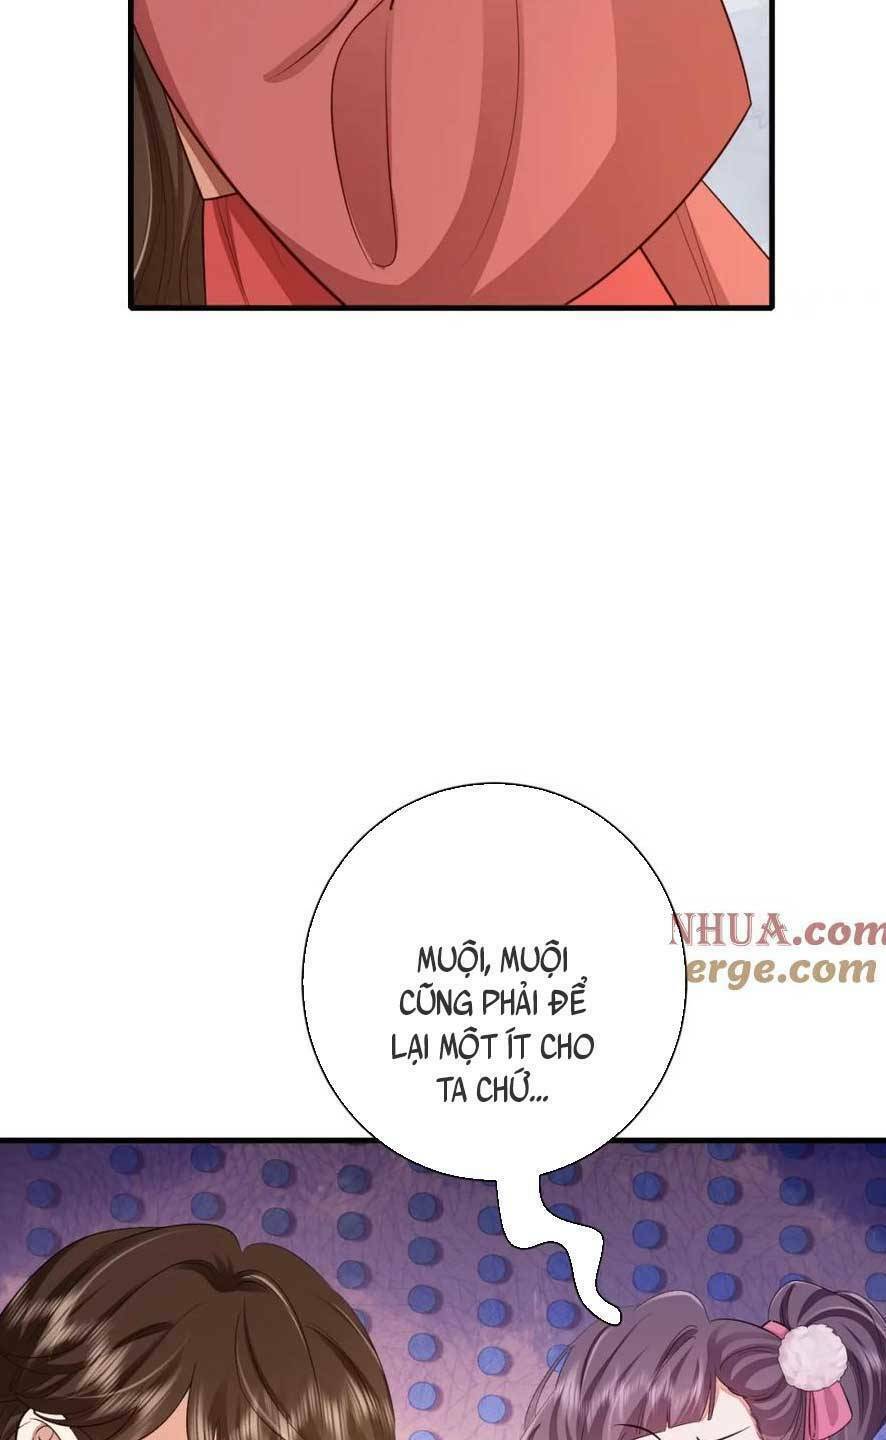 NHUA.com
erge.com
MUỘI, MUỘI
CŨNG PHẢI ĐỂ
LẠI MỘT ÍT CHO
TA CHỨ...